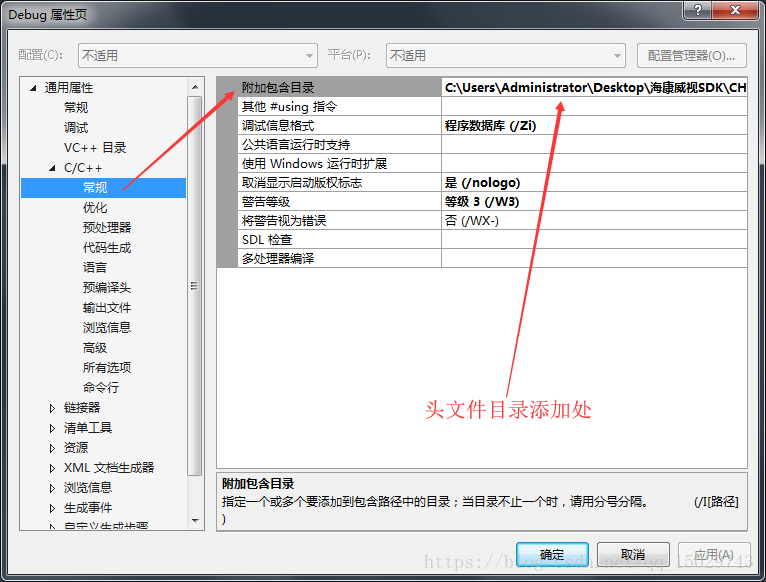 Debug 属性页
配置(C): 不适用 平台(P): 不适用 配置管理器(O)...
通用属性
常规
调试
VC++ 目录
C/C++
常规
优化
预处理器
代码生成
语言
预编译头
输出文件
浏览信息
高级
所有选项
命令行
链接器
清单工具
资源
XML 文档生成器
浏览信息
生成事件
自定义生成步骤
附加包含目录 C:\Users\Administrator\Desktop\海康威视SDK\CH
其他 #using 指令
调试信息格式 程序数据库 (/Zi)
公共语言运行时支持
使用 Windows 运行时扩展
取消显示启动版权标志 是 (/nologo)
警告等级 等级 3 (/W3)
将警告视为错误 否 (/WX-)
SDL 检查
多处理器编译
头文件目录添加处
附加包含目录
指定一个或多个要添加到包含路径中的目录；当目录不止一个时，请用分号分隔。 (/I[路径]
)
确定 取消 应用(A)